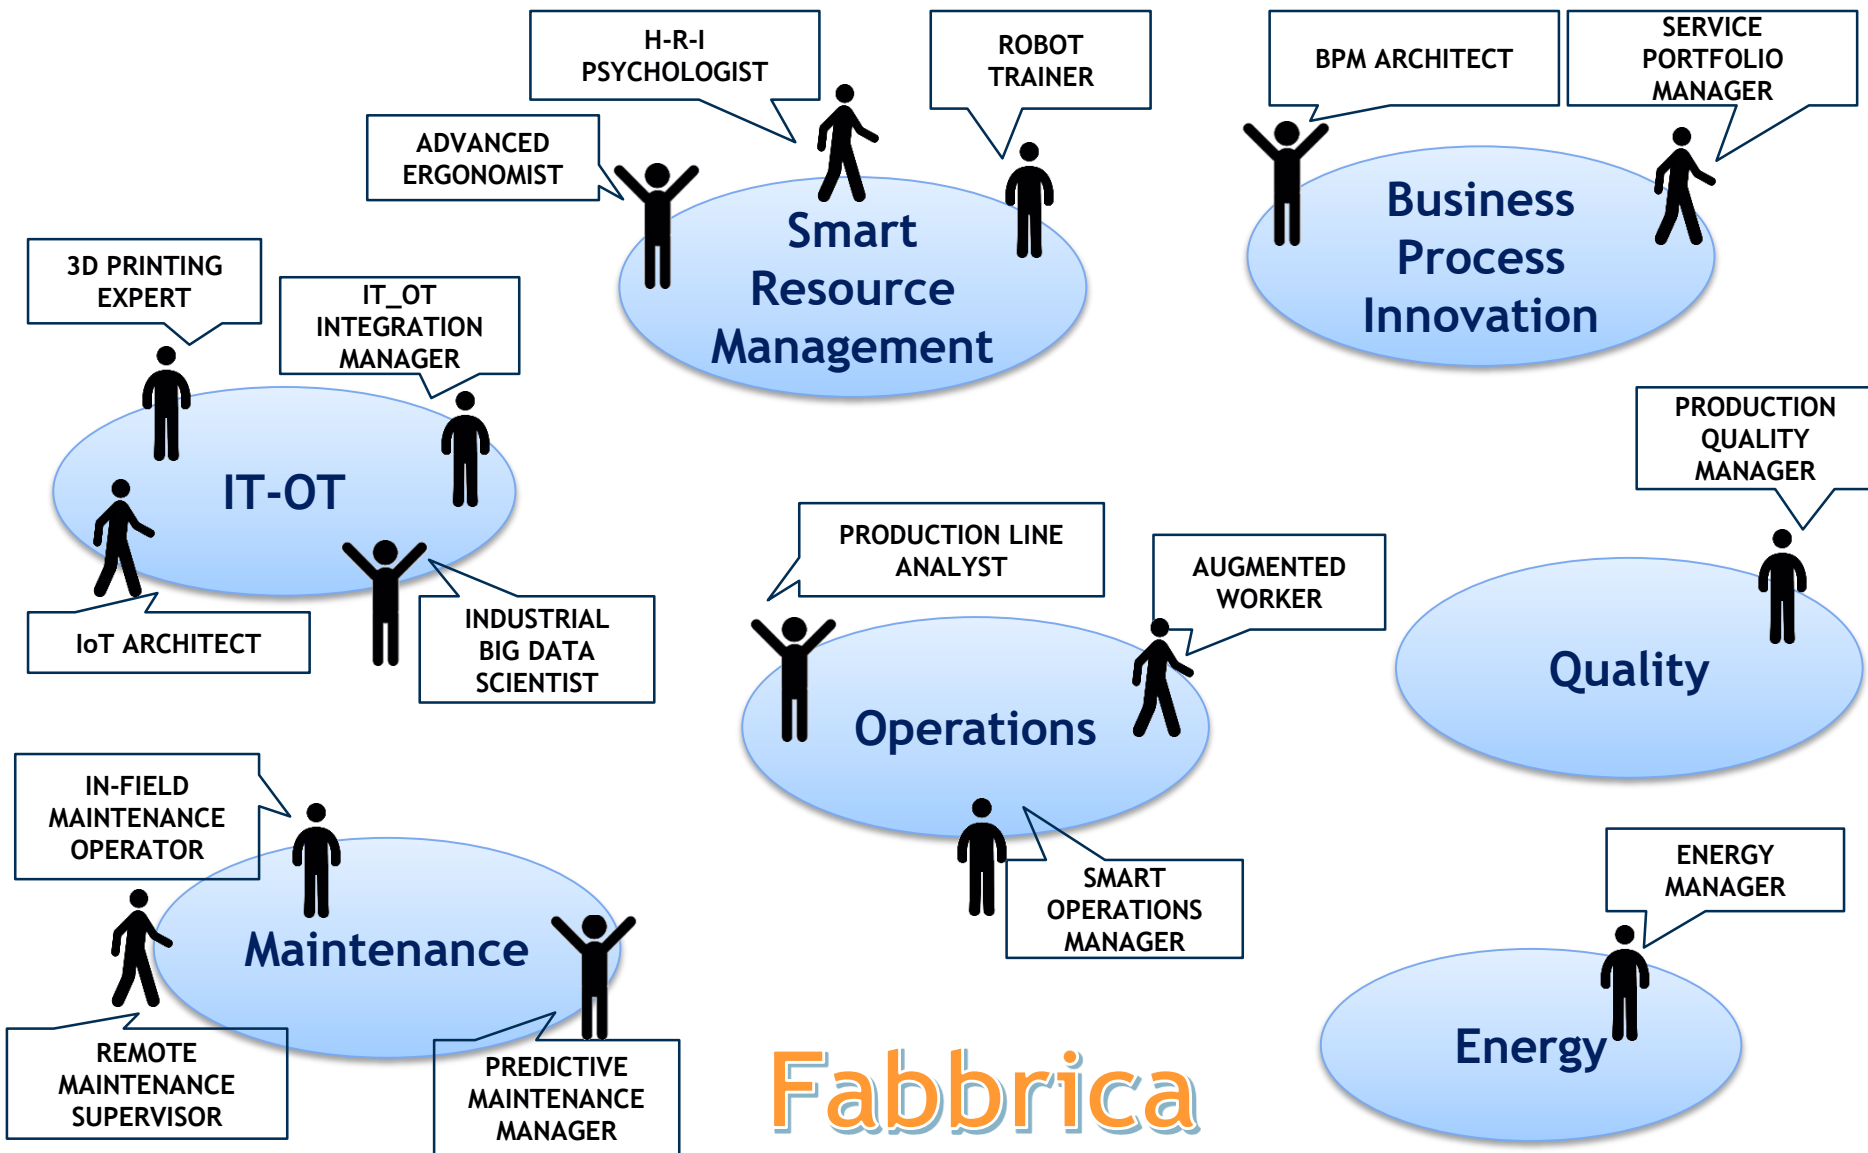 H-R-I
PSYCHOLOGIST
ROBOT
TRAINER
BPM ARCHITECT
SERVICE
PORTFOLIO
MANAGER
ADVANCED
ERGONOMIST
Smart
Resource
Management
Business
Process
Innovation
3D PRINTING
EXPERT
IT_OT
INTEGRATION
MANAGER
IT-OT
IoT ARCHITECT
INDUSTRIAL
BIG DATA
SCIENTIST
PRODUCTION LINE
ANALYST
AUGMENTED
WORKER
Operations
SMART
OPERATIONS
MANAGER
PRODUCTION
QUALITY
MANAGER
Quality
IN-FIELD
MAINTENANCE
OPERATOR
Maintenance
REMOTE
MAINTENANCE
SUPERVISOR
PREDICTIVE
MAINTENANCE
MANAGER
ENERGY
MANAGER
Energy
Fabbrica